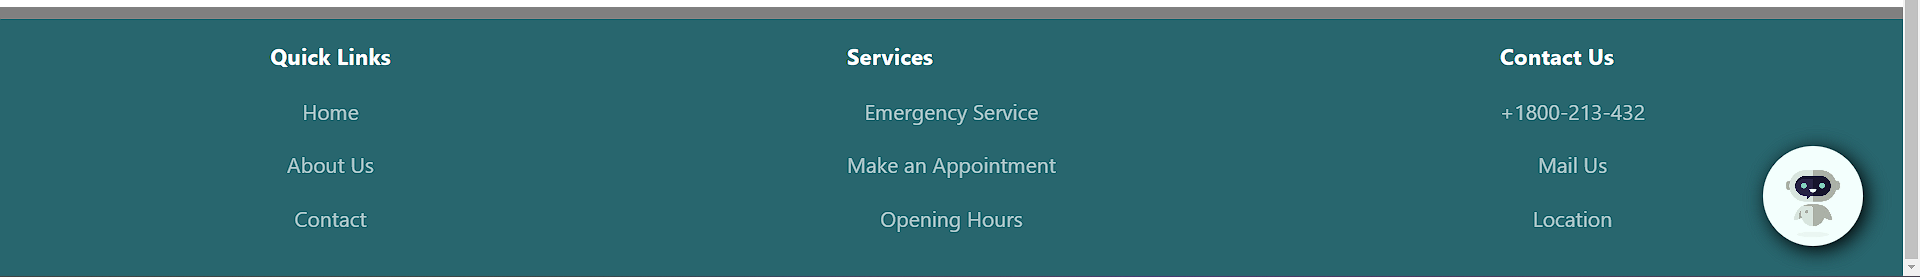 Quick Links
Home
About Us
Contact
Services
Emergency Service
Make an Appointment
Opening Hours
Contact Us
+1800-213-432
Mail Us
Location